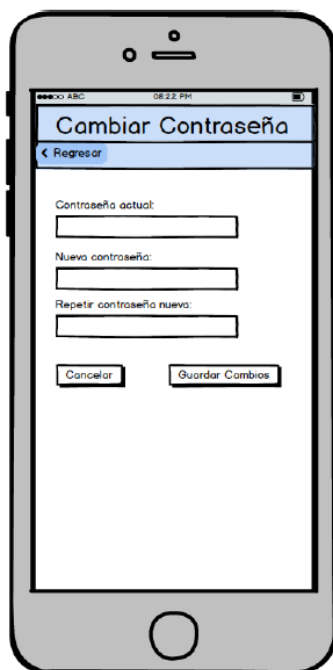 ABC 08:22 PM
Cambiar Contraseña
< Regresar
Contraseña actual:
Nueva contraseña:
Repetir contraseña nueva:
Cancelar Guardar Cambios